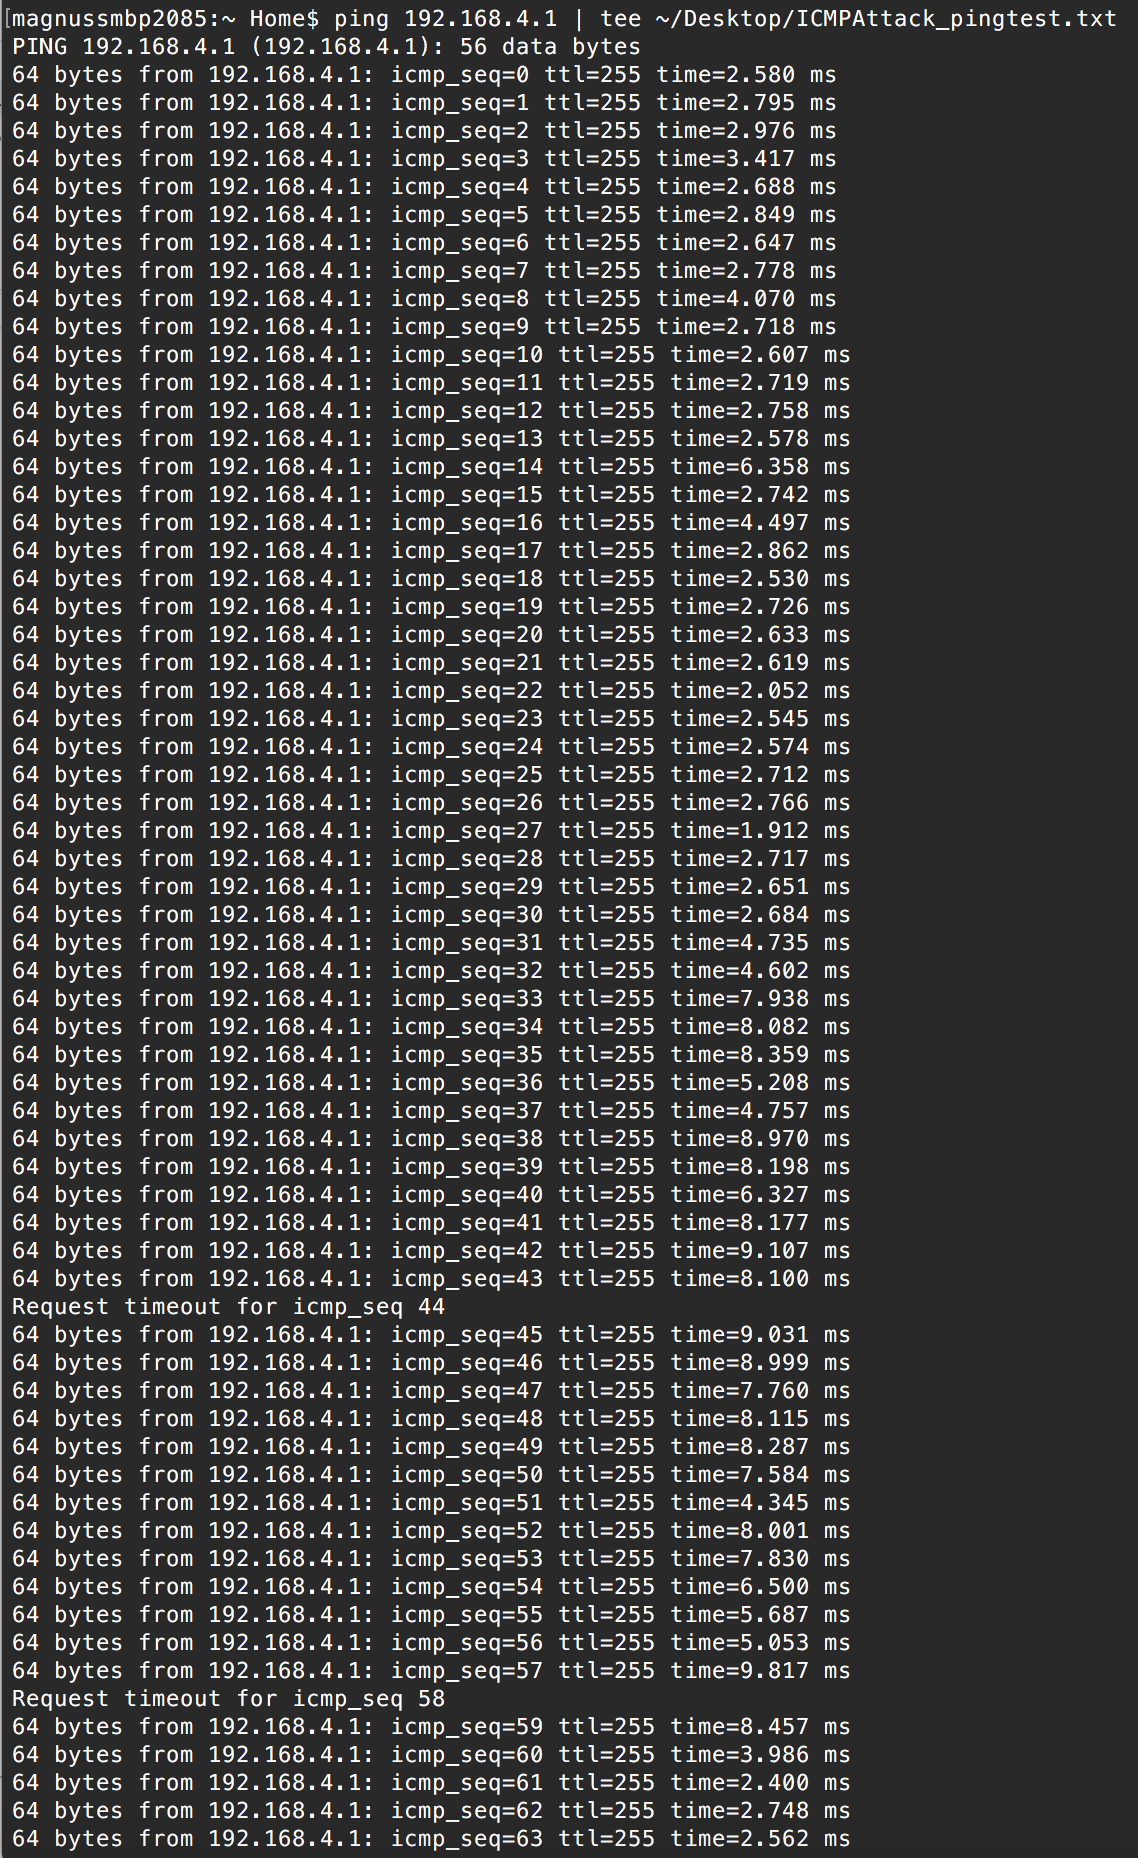 [magnussmbp2085:~ Home$ ping 192.168.4.1 | tee ~/Desktop/ICMPAttack_pingtest.txt
PING 192.168.4.1 (192.168.4.1): 56 data bytes
64 bytes from 192.168.4.1: icmp_seq=0 ttl=255 time=2.580 ms
64 bytes from 192.168.4.1: icmp_seq=1 ttl=255 time=2.795 ms
64 bytes from 192.168.4.1: icmp_seq=2 ttl=255 time=2.976 ms
64 bytes from 192.168.4.1: icmp_seq=3 ttl=255 time=3.417 ms
64 bytes from 192.168.4.1: icmp_seq=4 ttl=255 time=2.688 ms
64 bytes from 192.168.4.1: icmp_seq=5 ttl=255 time=2.849 ms
64 bytes from 192.168.4.1: icmp_seq=6 ttl=255 time=2.647 ms
64 bytes from 192.168.4.1: icmp_seq=7 ttl=255 time=2.778 ms
64 bytes from 192.168.4.1: icmp_seq=8 ttl=255 time=4.070 ms
64 bytes from 192.168.4.1: icmp_seq=9 ttl=255 time=2.718 ms
64 bytes from 192.168.4.1: icmp_seq=10 ttl=255 time=2.607 ms
64 bytes from 192.168.4.1: icmp_seq=11 ttl=255 time=2.719 ms
64 bytes from 192.168.4.1: icmp_seq=12 ttl=255 time=2.758 ms
64 bytes from 192.168.4.1: icmp_seq=13 ttl=255 time=2.578 ms
64 bytes from 192.168.4.1: icmp_seq=14 ttl=255 time=6.358 ms
64 bytes from 192.168.4.1: icmp_seq=15 ttl=255 time=2.742 ms
64 bytes from 192.168.4.1: icmp_seq=16 ttl=255 time=4.497 ms
64 bytes from 192.168.4.1: icmp_seq=17 ttl=255 time=2.862 ms
64 bytes from 192.168.4.1: icmp_seq=18 ttl=255 time=2.530 ms
64 bytes from 192.168.4.1: icmp_seq=19 ttl=255 time=2.726 ms
64 bytes from 192.168.4.1: icmp_seq=20 ttl=255 time=2.633 ms
64 bytes from 192.168.4.1: icmp_seq=21 ttl=255 time=2.619 ms
64 bytes from 192.168.4.1: icmp_seq=22 ttl=255 time=2.052 ms
64 bytes from 192.168.4.1: icmp_seq=23 ttl=255 time=2.545 ms
64 bytes from 192.168.4.1: icmp_seq=24 ttl=255 time=2.574 ms
64 bytes from 192.168.4.1: icmp_seq=25 ttl=255 time=2.712 ms
64 bytes from 192.168.4.1: icmp_seq=26 ttl=255 time=2.766 ms
64 bytes from 192.168.4.1: icmp_seq=27 ttl=255 time=1.912 ms
64 bytes from 192.168.4.1: icmp_seq=28 ttl=255 time=2.717 ms
64 bytes from 192.168.4.1: icmp_seq=29 ttl=255 time=2.651 ms
64 bytes from 192.168.4.1: icmp_seq=30 ttl=255 time=2.684 ms
64 bytes from 192.168.4.1: icmp_seq=31 ttl=255 time=4.735 ms
64 bytes from 192.168.4.1: icmp_seq=32 ttl=255 time=4.602 ms
64 bytes from 192.168.4.1: icmp_seq=33 ttl=255 time=7.938 ms
64 bytes from 192.168.4.1: icmp_seq=34 ttl=255 time=8.082 ms
64 bytes from 192.168.4.1: icmp_seq=35 ttl=255 time=8.359 ms
64 bytes from 192.168.4.1: icmp_seq=36 ttl=255 time=5.208 ms
64 bytes from 192.168.4.1: icmp_seq=37 ttl=255 time=4.757 ms
64 bytes from 192.168.4.1: icmp_seq=38 ttl=255 time=8.970 ms
64 bytes from 192.168.4.1: icmp_seq=39 ttl=255 time=8.198 ms
64 bytes from 192.168.4.1: icmp_seq=40 ttl=255 time=6.327 ms
64 bytes from 192.168.4.1: icmp_seq=41 ttl=255 time=8.177 ms
64 bytes from 192.168.4.1: icmp_seq=42 ttl=255 time=9.107 ms
64 bytes from 192.168.4.1: icmp_seq=43 ttl=255 time=8.100 ms
Request timeout for icmp_seq 44
64 bytes from 192.168.4.1: icmp_seq=45 ttl=255 time=9.031 ms
64 bytes from 192.168.4.1: icmp_seq=46 ttl=255 time=8.999 ms
64 bytes from 192.168.4.1: icmp_seq=47 ttl=255 time=7.760 ms
64 bytes from 192.168.4.1: icmp_seq=48 ttl=255 time=8.115 ms
64 bytes from 192.168.4.1: icmp_seq=49 ttl=255 time=8.287 ms
64 bytes from 192.168.4.1: icmp_seq=50 ttl=255 time=7.584 ms
64 bytes from 192.168.4.1: icmp_seq=51 ttl=255 time=4.345 ms
64 bytes from 192.168.4.1: icmp_seq=52 ttl=255 time=8.001 ms
64 bytes from 192.168.4.1: icmp_seq=53 ttl=255 time=7.830 ms
64 bytes from 192.168.4.1: icmp_seq=54 ttl=255 time=6.500 ms
64 bytes from 192.168.4.1: icmp_seq=55 ttl=255 time=5.687 ms
64 bytes from 192.168.4.1: icmp_seq=56 ttl=255 time=5.053 ms
64 bytes from 192.168.4.1: icmp_seq=57 ttl=255 time=9.817 ms
Request timeout for icmp_seq 58
64 bytes from 192.168.4.1: icmp_seq=59 ttl=255 time=8.457 ms
64 bytes from 192.168.4.1: icmp_seq=60 ttl=255 time=3.986 ms
64 bytes from 192.168.4.1: icmp_seq=61 ttl=255 time=2.400 ms
64 bytes from 192.168.4.1: icmp_seq=62 ttl=255 time=2.748 ms
64 bytes from 192.168.4.1: icmp_seq=63 ttl=255 time=2.562 ms